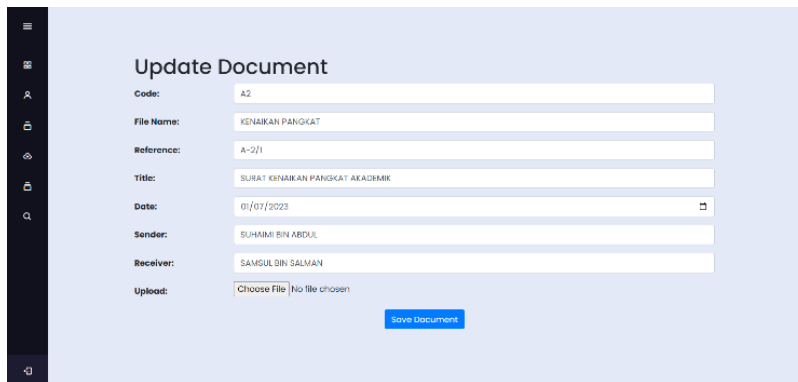 Update Document
Code: A2
File Name: KENAIKAN PANGKAT
Reference: A-2/1
Title: SURAT KENAIKAN PANGKAT AKADEMIK
Date: 01/07/2023
Sender: SUHAIMI BIN ABDUL
Receiver: SAMSUL BIN SALMAN
Upload: Choose File No file chosen
Save Document